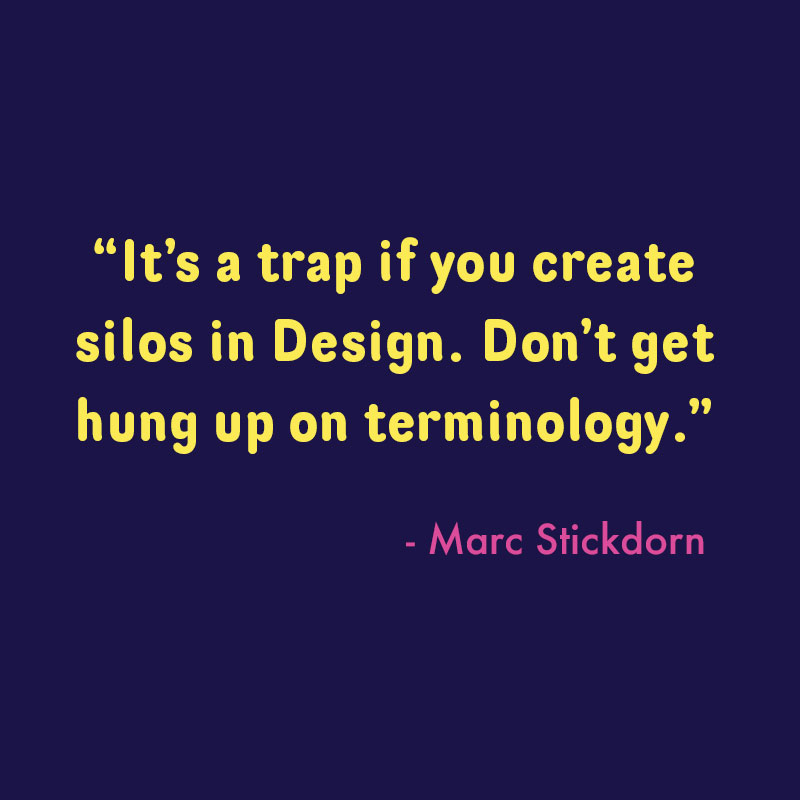 “It’s a trap if you create
silos in Design. Don’t get
hung up on terminology.”
- Marc Stickdorn